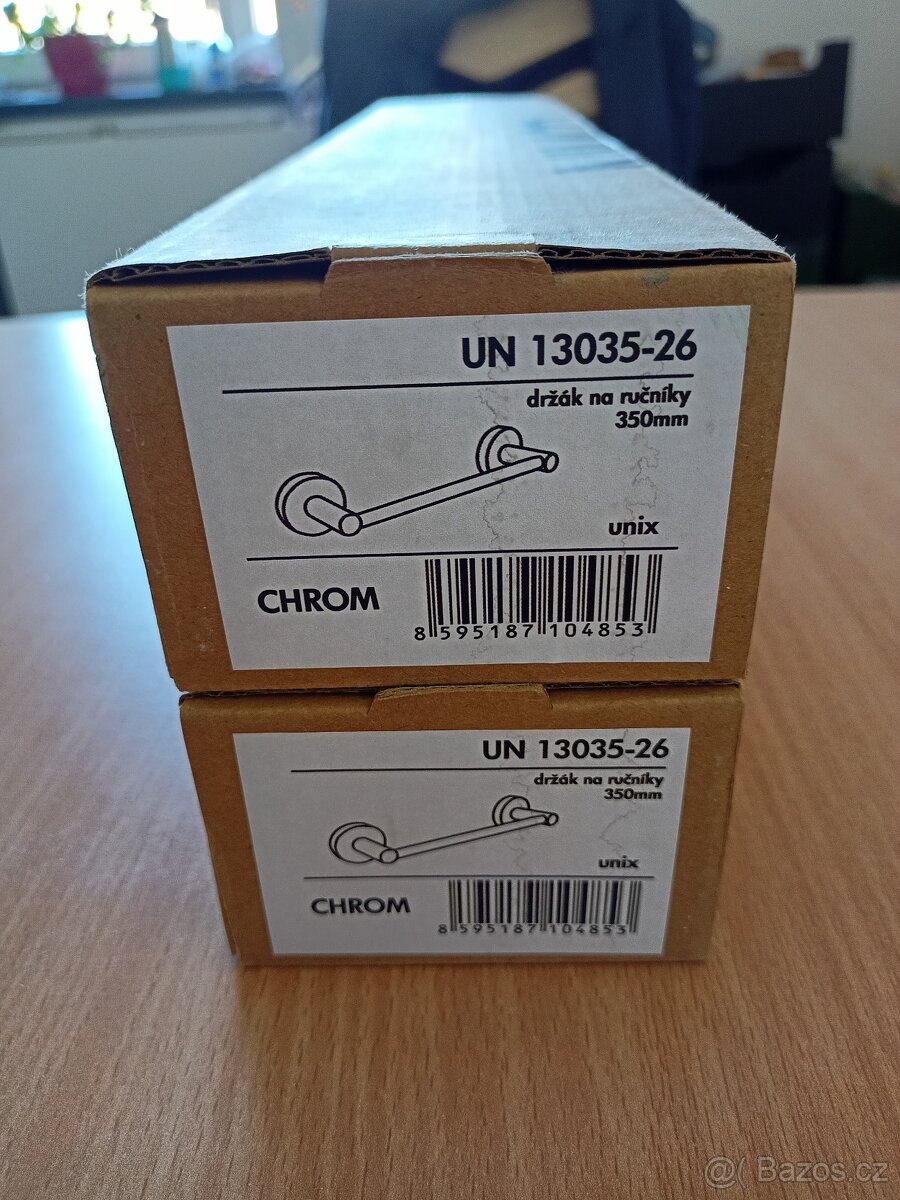 UN 13035-26
držák na ručníky
350mm
unix
CHROM
8 595187 104853
UN 13035-26
držák na ručníky
350mm
unix
CHROM
8 595187 104853
@( Bazos.cz